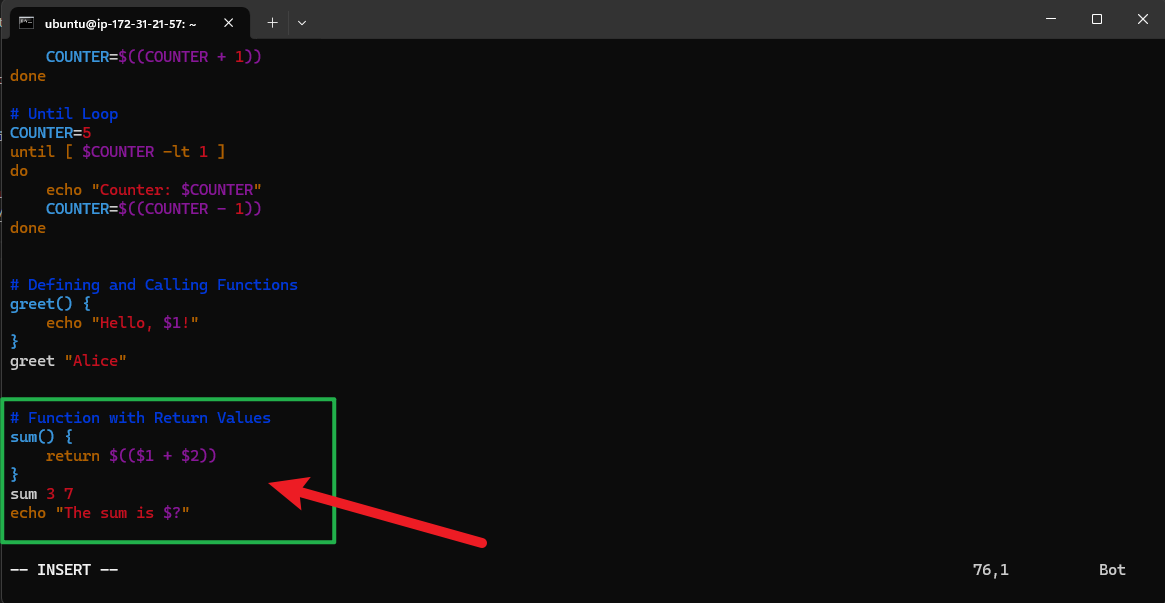 ubuntu@ip-172-31-21-57: ~
    COUNTER=$((COUNTER + 1))
done
# Until Loop
COUNTER=5
until [ $COUNTER -lt 1 ]
do
    echo "Counter: $COUNTER"
    COUNTER=$((COUNTER - 1))
done
# Defining and Calling Functions
greet() {
    echo "Hello, $1!"
}
greet "Alice"
# Function with Return Values
sum() {
    return $(($1 + $2))
}
sum 3 7
echo "The sum is $?"
-- INSERT -- 76,1 Bot